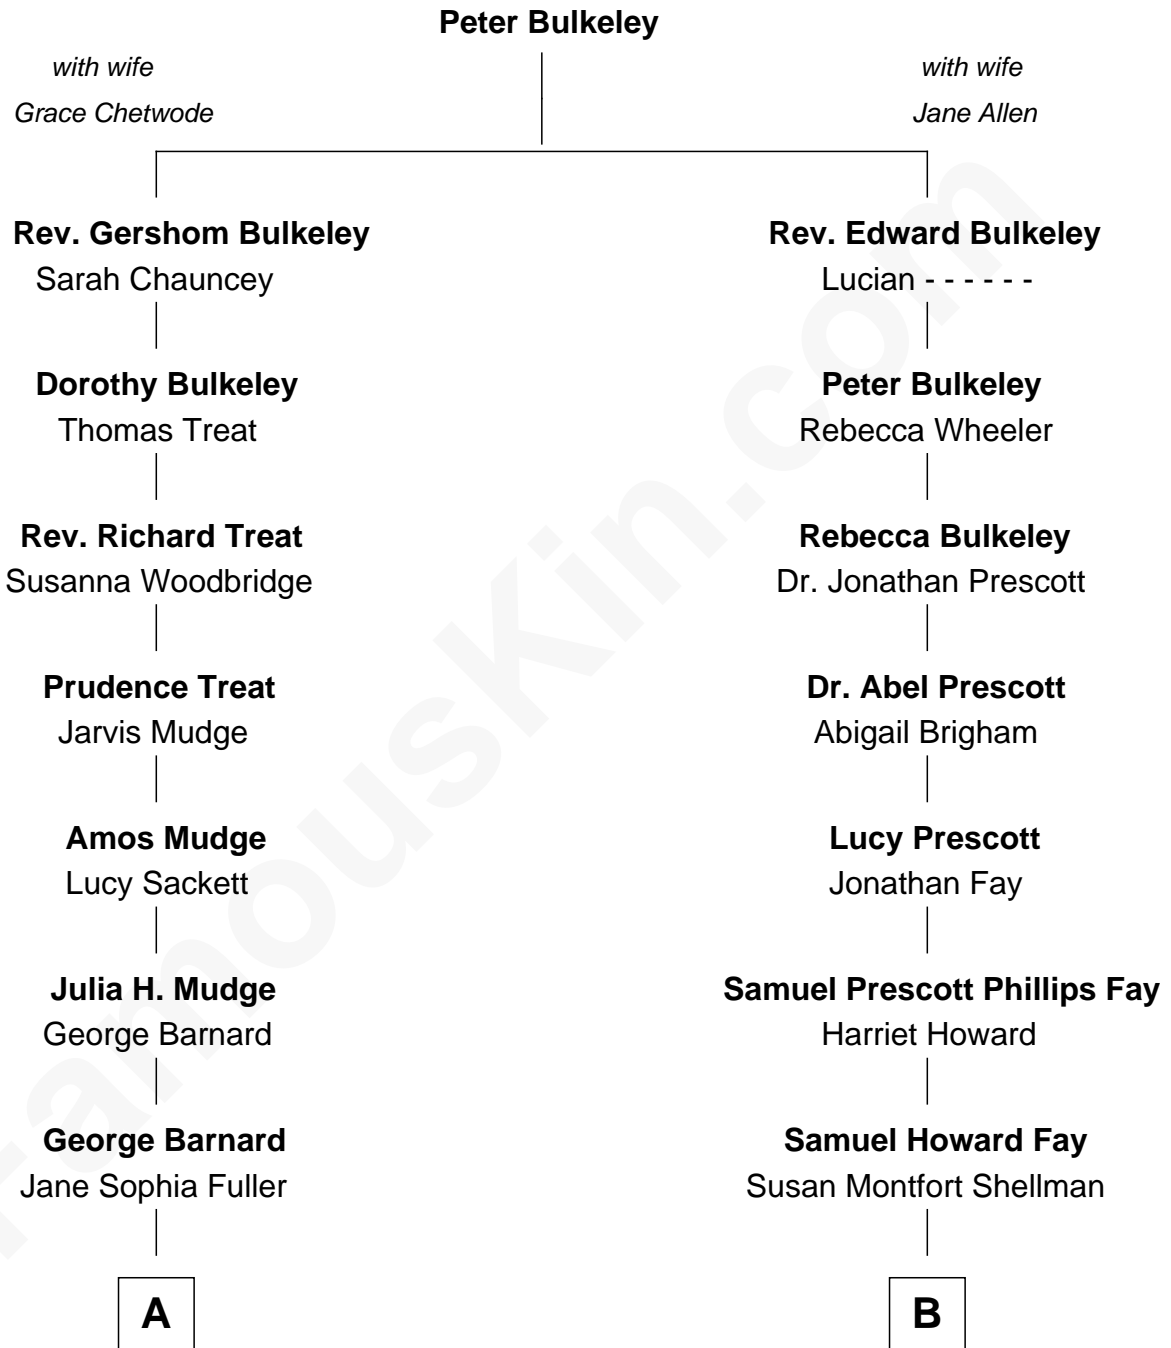 Peter Bulkeley
with wife
Grace Chetwode
with wife
Jane Allen
Rev. Gershom Bulkeley
Sarah Chauncey
Rev. Edward Bulkeley
Lucian - - - - - -
Dorothy Bulkeley
Thomas Treat
Peter Bulkeley
Rebecca Wheeler
Rev. Richard Treat
Susanna Woodbridge
Rebecca Bulkeley
Dr. Jonathan Prescott
Prudence Treat
Jarvis Mudge
Dr. Abel Prescott
Abigail Brigham
Amos Mudge
Lucy Sackett
Lucy Prescott
Jonathan Fay
Julia H. Mudge
George Barnard
Samuel Prescott Phillips Fay
Harriet Howard
George Barnard
Jane Sophia Fuller
Samuel Howard Fay
Susan Montfort Shellman
A
B
FamousKin.com